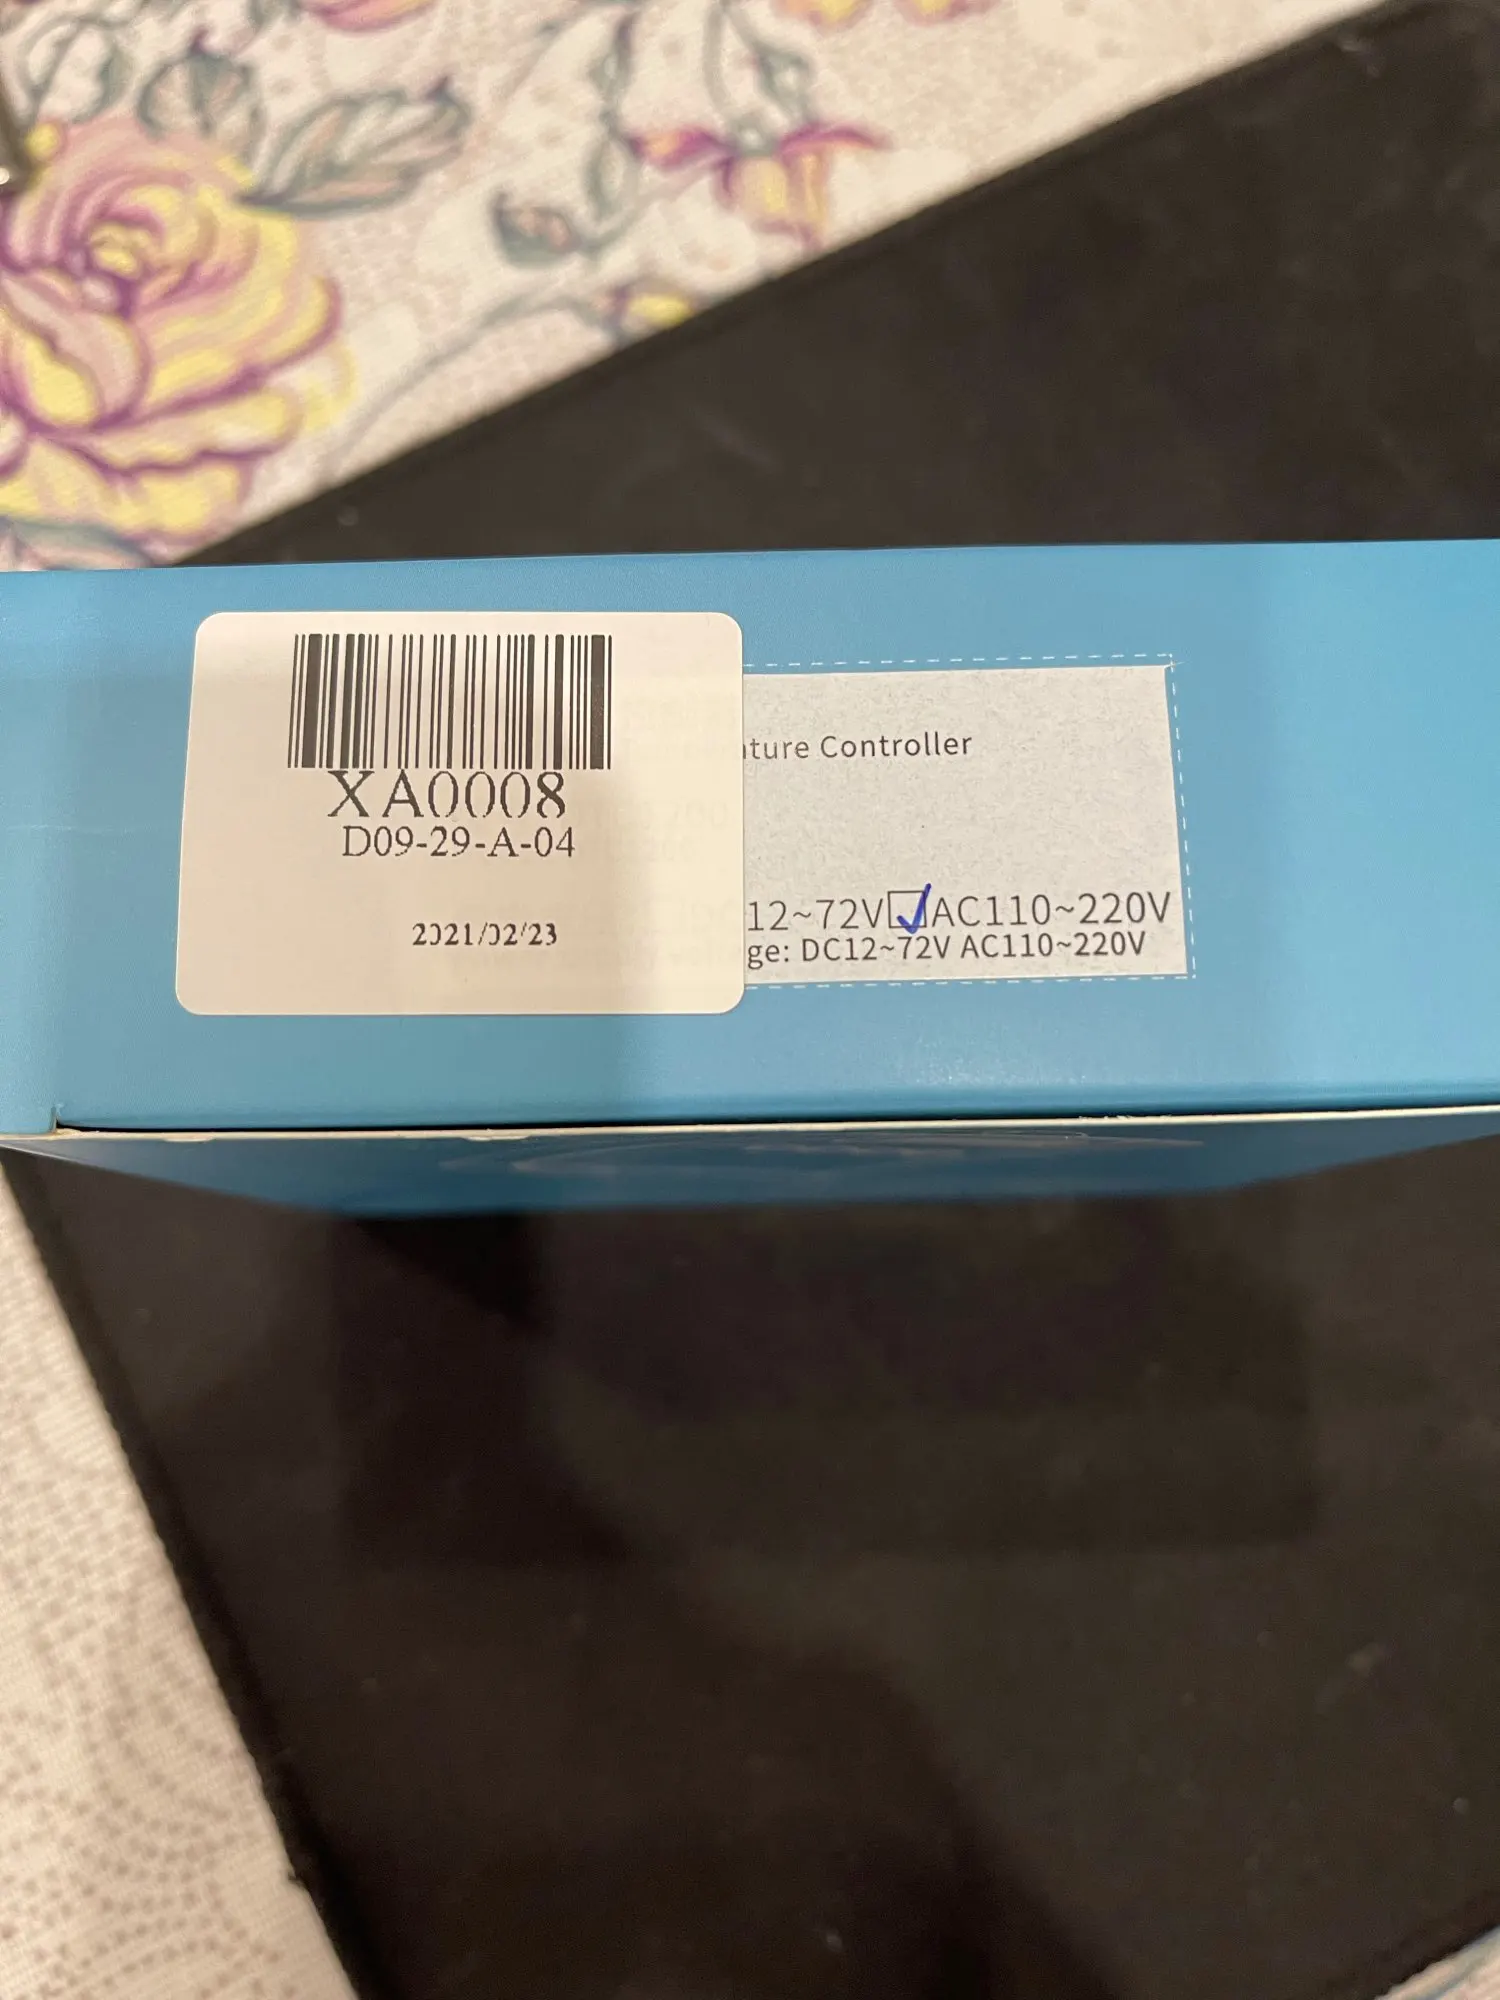 XA0008
D09-29-A-04
2021/02/23
ture Controller
12~72V☑AC110~220V
ge: DC12~72V AC110~220V